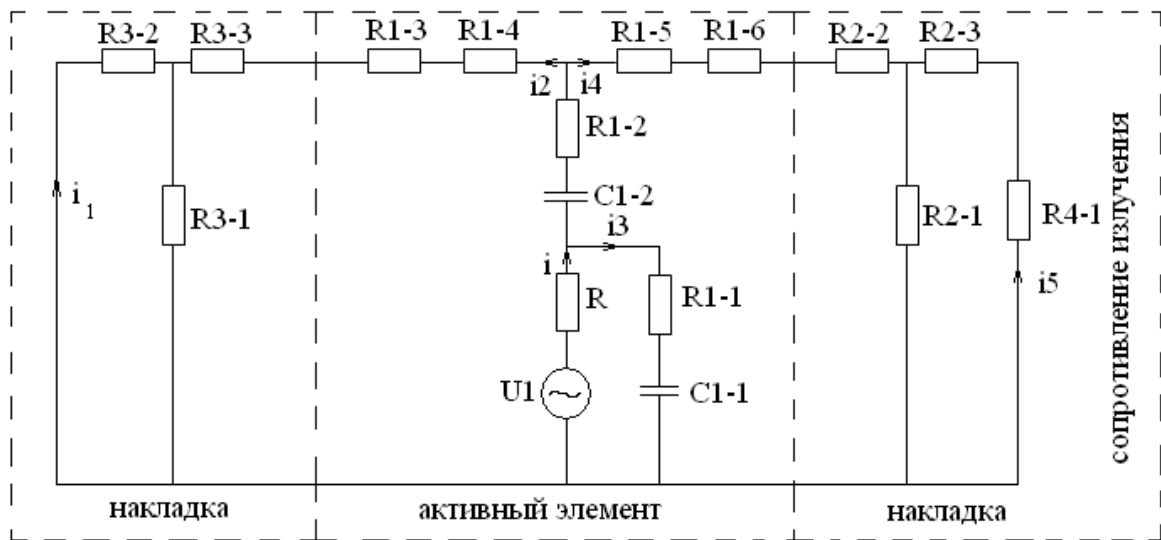 R3-2 R3-3 R1-3 R1-4 R1-5 R1-6 R2-2 R2-3
i2 i4
R1-2
C1-2
i1 R3-1 i3 R2-1 R4-1
i R R1-1 i5
U1 C1-1
сопротивление излучения
накладка активный элемент накладка